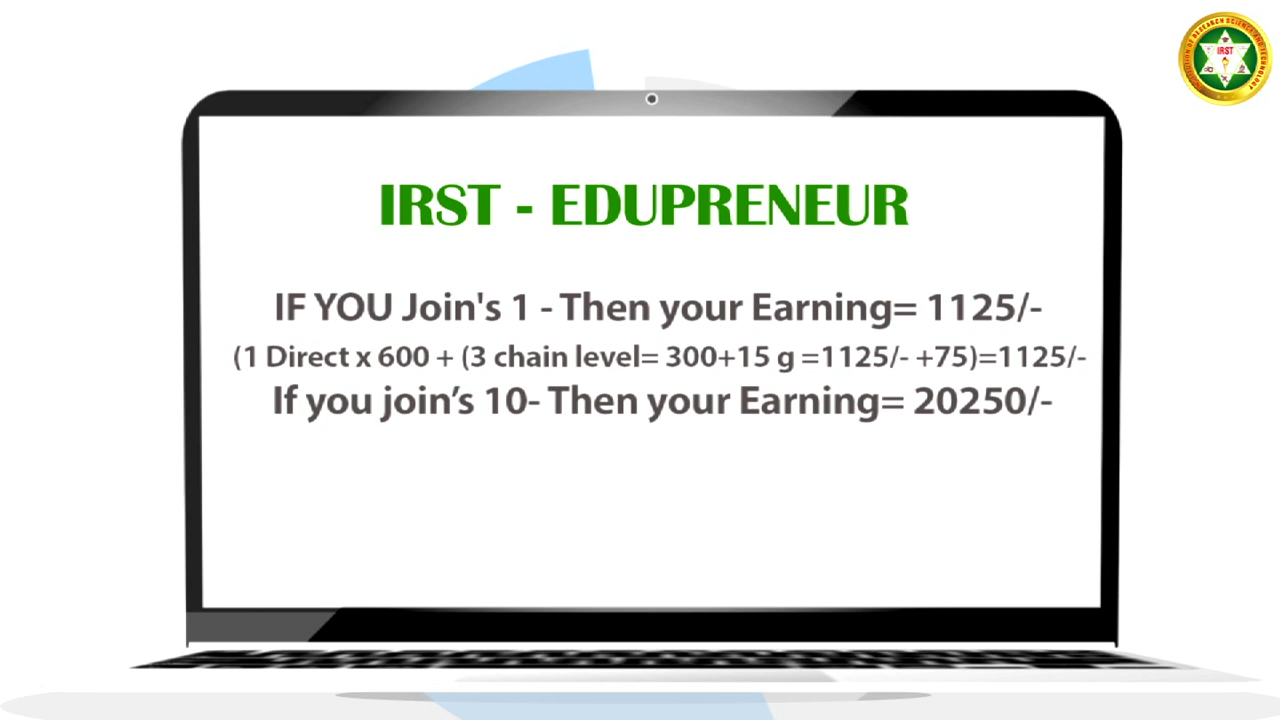 IRST
IRST - EDUPRENEUR
IF YOU Join's 1 - Then your Earning= 1125/-
(1 Direct x 600 + (3 chain level= 300+15 g =1125/- +75)=1125/-
If you join’s 10- Then your Earning= 20250/-